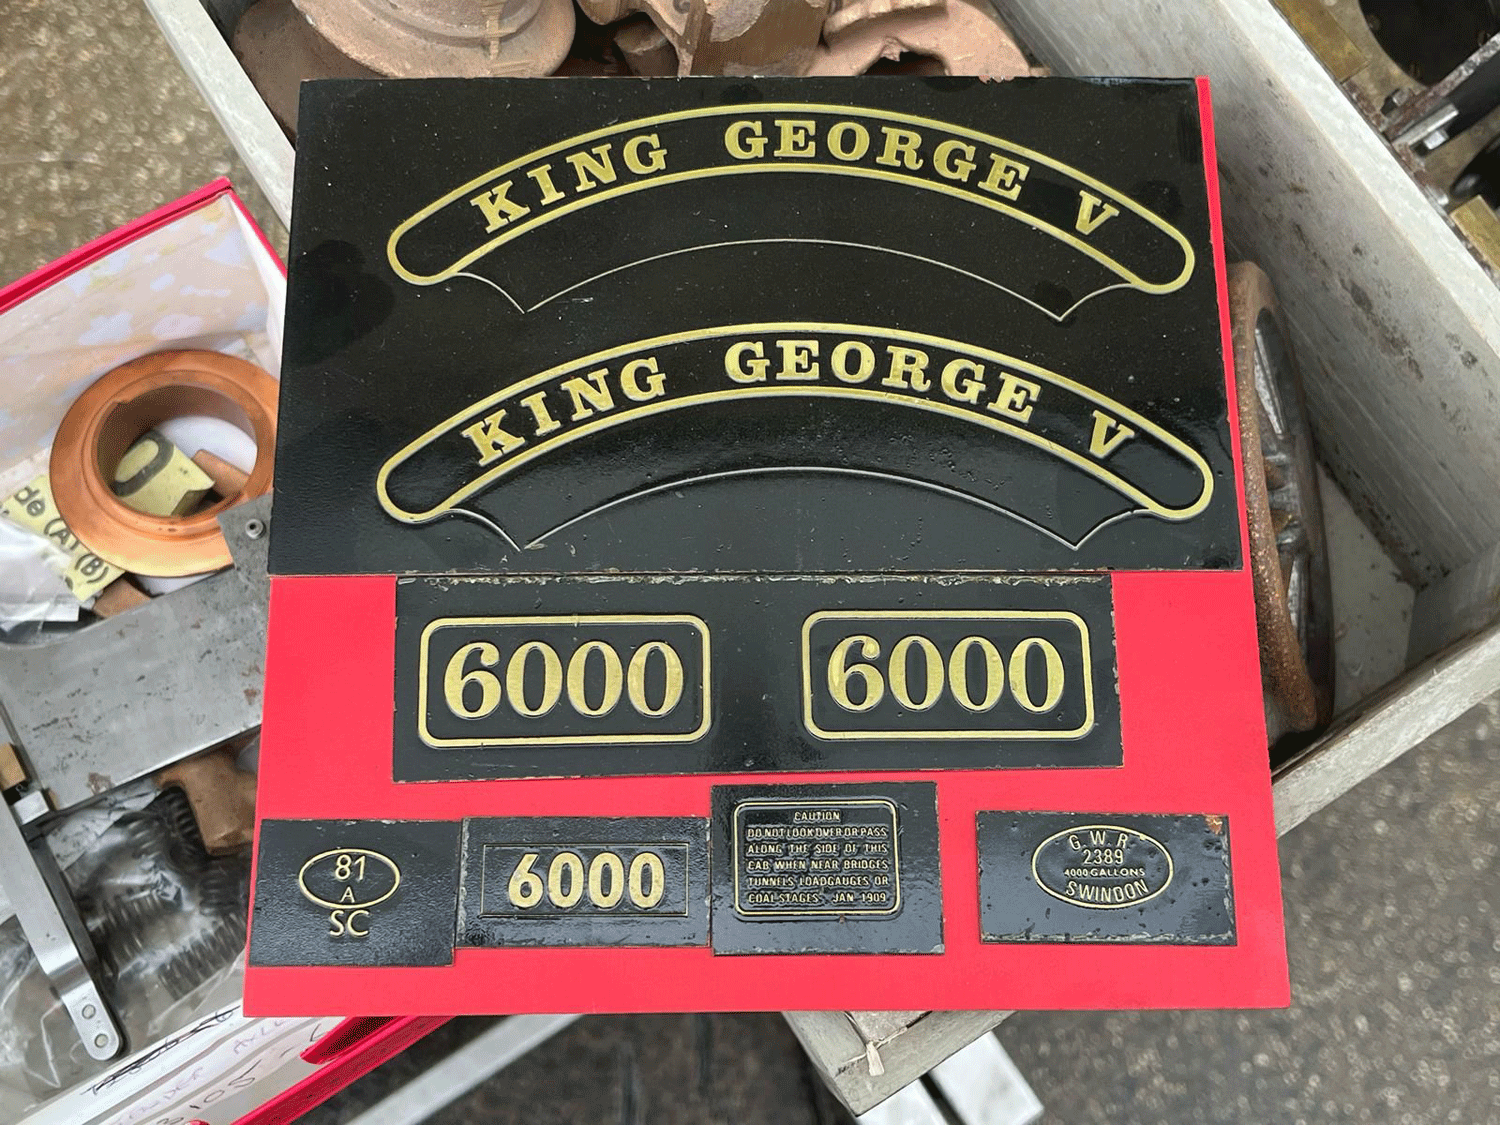 KING GEORGE V
KING GEORGE V
6000 6000
81
A
SC
6000
CAUTION
DO NOT LOOK OVER OR PASS
ALONG THE SIDE OF THIS
CAB WHEN NEAR BRIDGES
TUNNELS LOADGAUGES OR
COAL STAGES JAN 1909
G.W.R
2389
4000 GALLONS
SWINDON
de (A) (B)